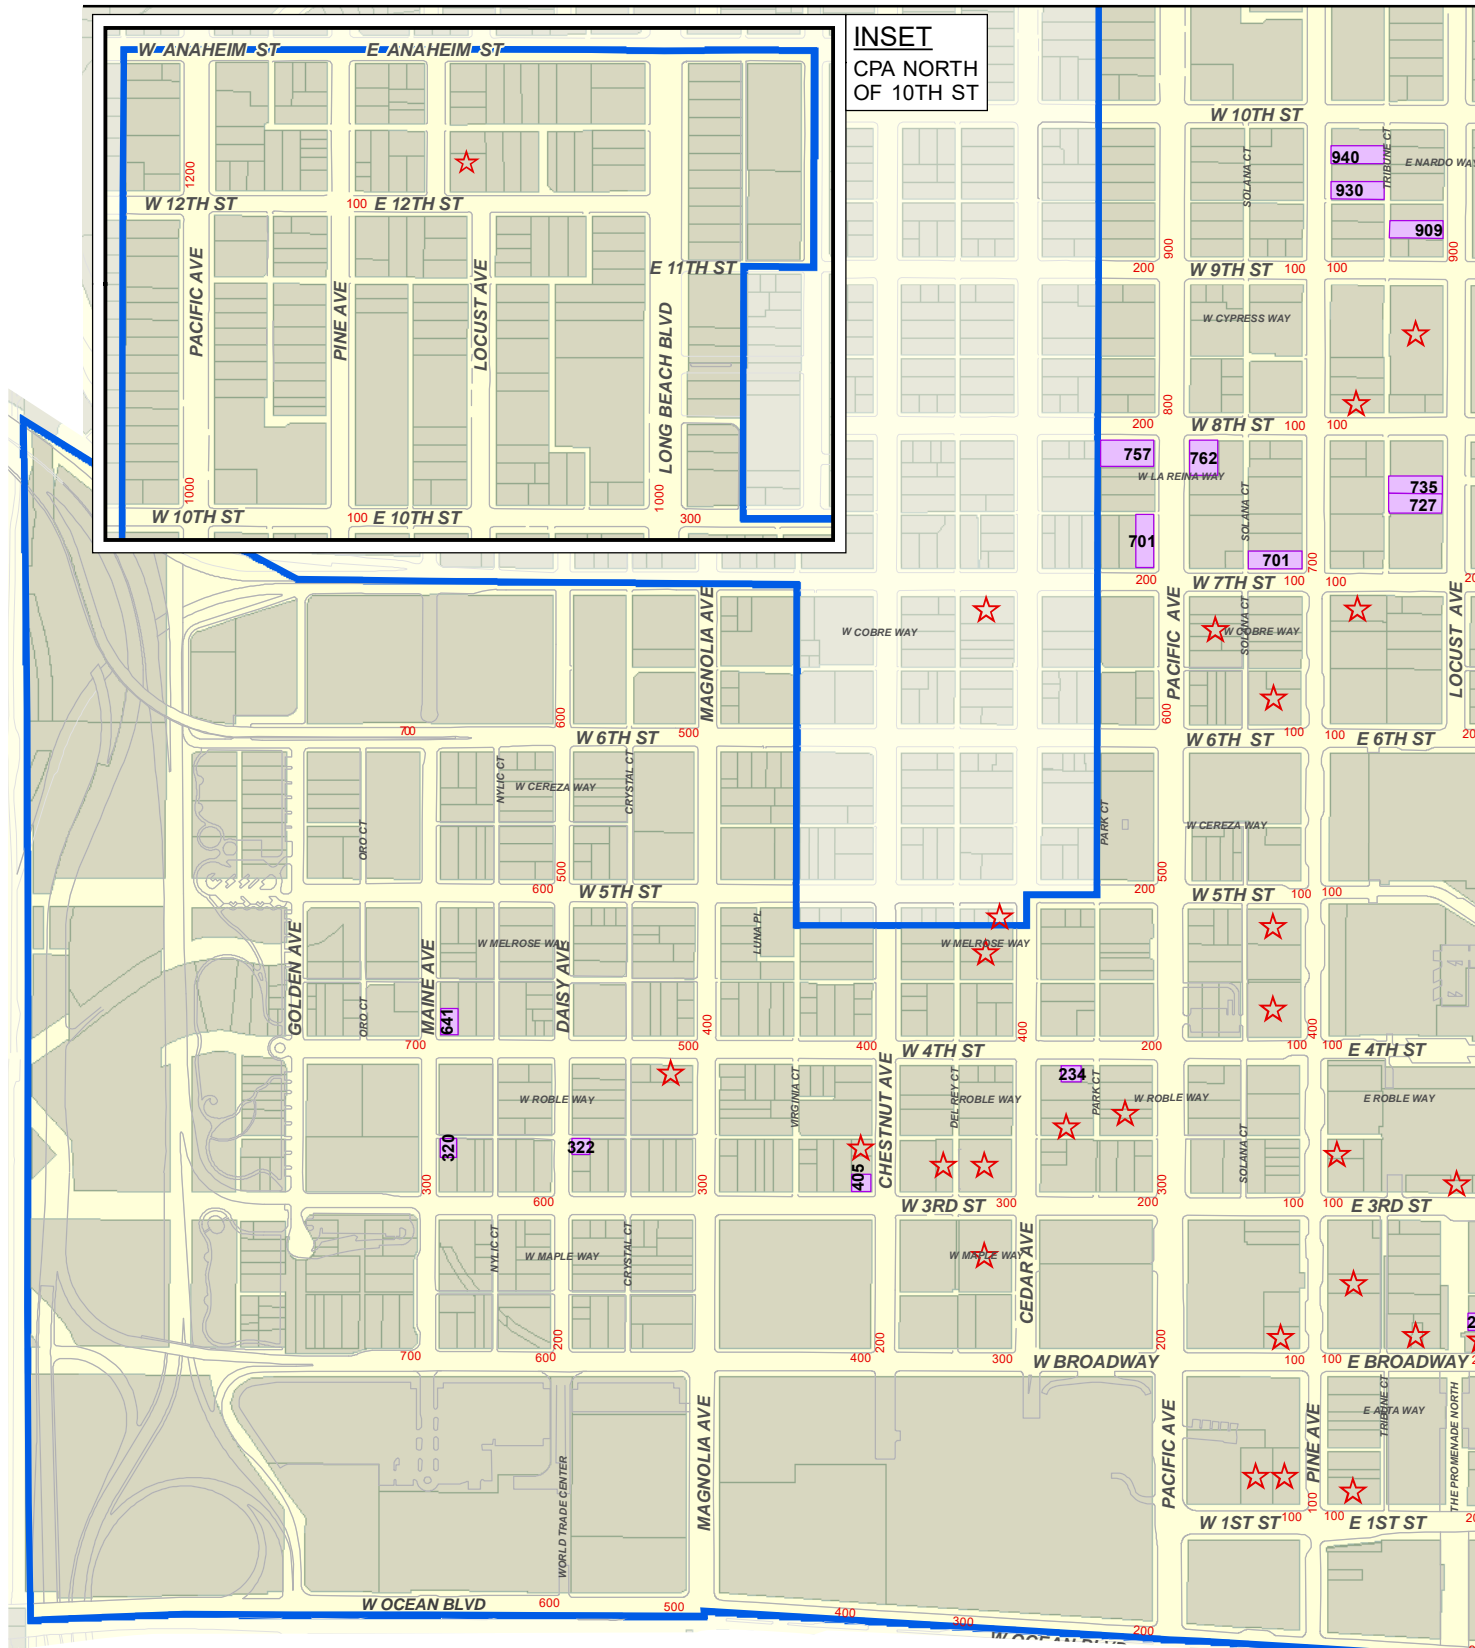 INSET
CPA NORTH
OF 10TH ST
W ANAHEIM ST
E ANAHEIM ST
1200
W 12TH ST
100
E 12TH ST
PACIFIC AVE
PINE AVE
LOCUST AVE
LONG BEACH BLVD
E 11TH ST
1000
1000
W 10TH ST
100
E 10TH ST
300
W 10TH ST
SOLANA CT
TRIBUNE CT
E NARDO WAY
940
930
909
900
900
200
W 9TH ST
100
100
W CYPRESS WAY
800
200
W 8TH ST
100
100
757
762
W LA REINA WAY
735
727
SOLANA CT
701
701
700
200
W 7TH ST
100
100
MAGNOLIA AVE
W COBRE WAY
PACIFIC AVE
SOLANA CT
W COBRE WAY
LOCUST AVE
600
600
700
W 6TH ST
500
W 6TH ST
100
100
E 6TH ST
NYLIC CT
W CEREZA WAY
CRYSTAL CT
ORO CT
PARK CT
W CEREZA WAY
500
500
600
W 5TH ST
200
W 5TH ST
100
100
GOLDEN AVE
MAINE AVE
W MELROSE WAY
DAISY AVE
LUNA PL
W MELROSE WAY
ORO CT
641
400
400
400
700
500
400
W 4TH ST
200
100
100
E 4TH ST
CHESTNUT AVE
234
W ROBLE WAY
VIRGINIA CT
DEL REY CT
ROBLE WAY
PARK CT
W ROBLE WAY
E ROBLE WAY
320
322
405
SOLANA CT
300
300
300
600
W 3RD ST
300
200
100
100
E 3RD ST
NYLIC CT
W MAPLE WAY
CRYSTAL CT
W MAPLE WAY
CEDAR AVE
200
200
200
700
600
400
300
W BROADWAY
100
100
E BROADWAY
MAGNOLIA AVE
PACIFIC AVE
PINE AVE
TRIBUNE CT
E ALTA WAY
THE PROMENADE NORTH
WORLD TRADE CENTER
100
W 1ST ST
100
100
E 1ST ST
W OCEAN BLVD
600
500
400
300
200
W OCEAN BLVD